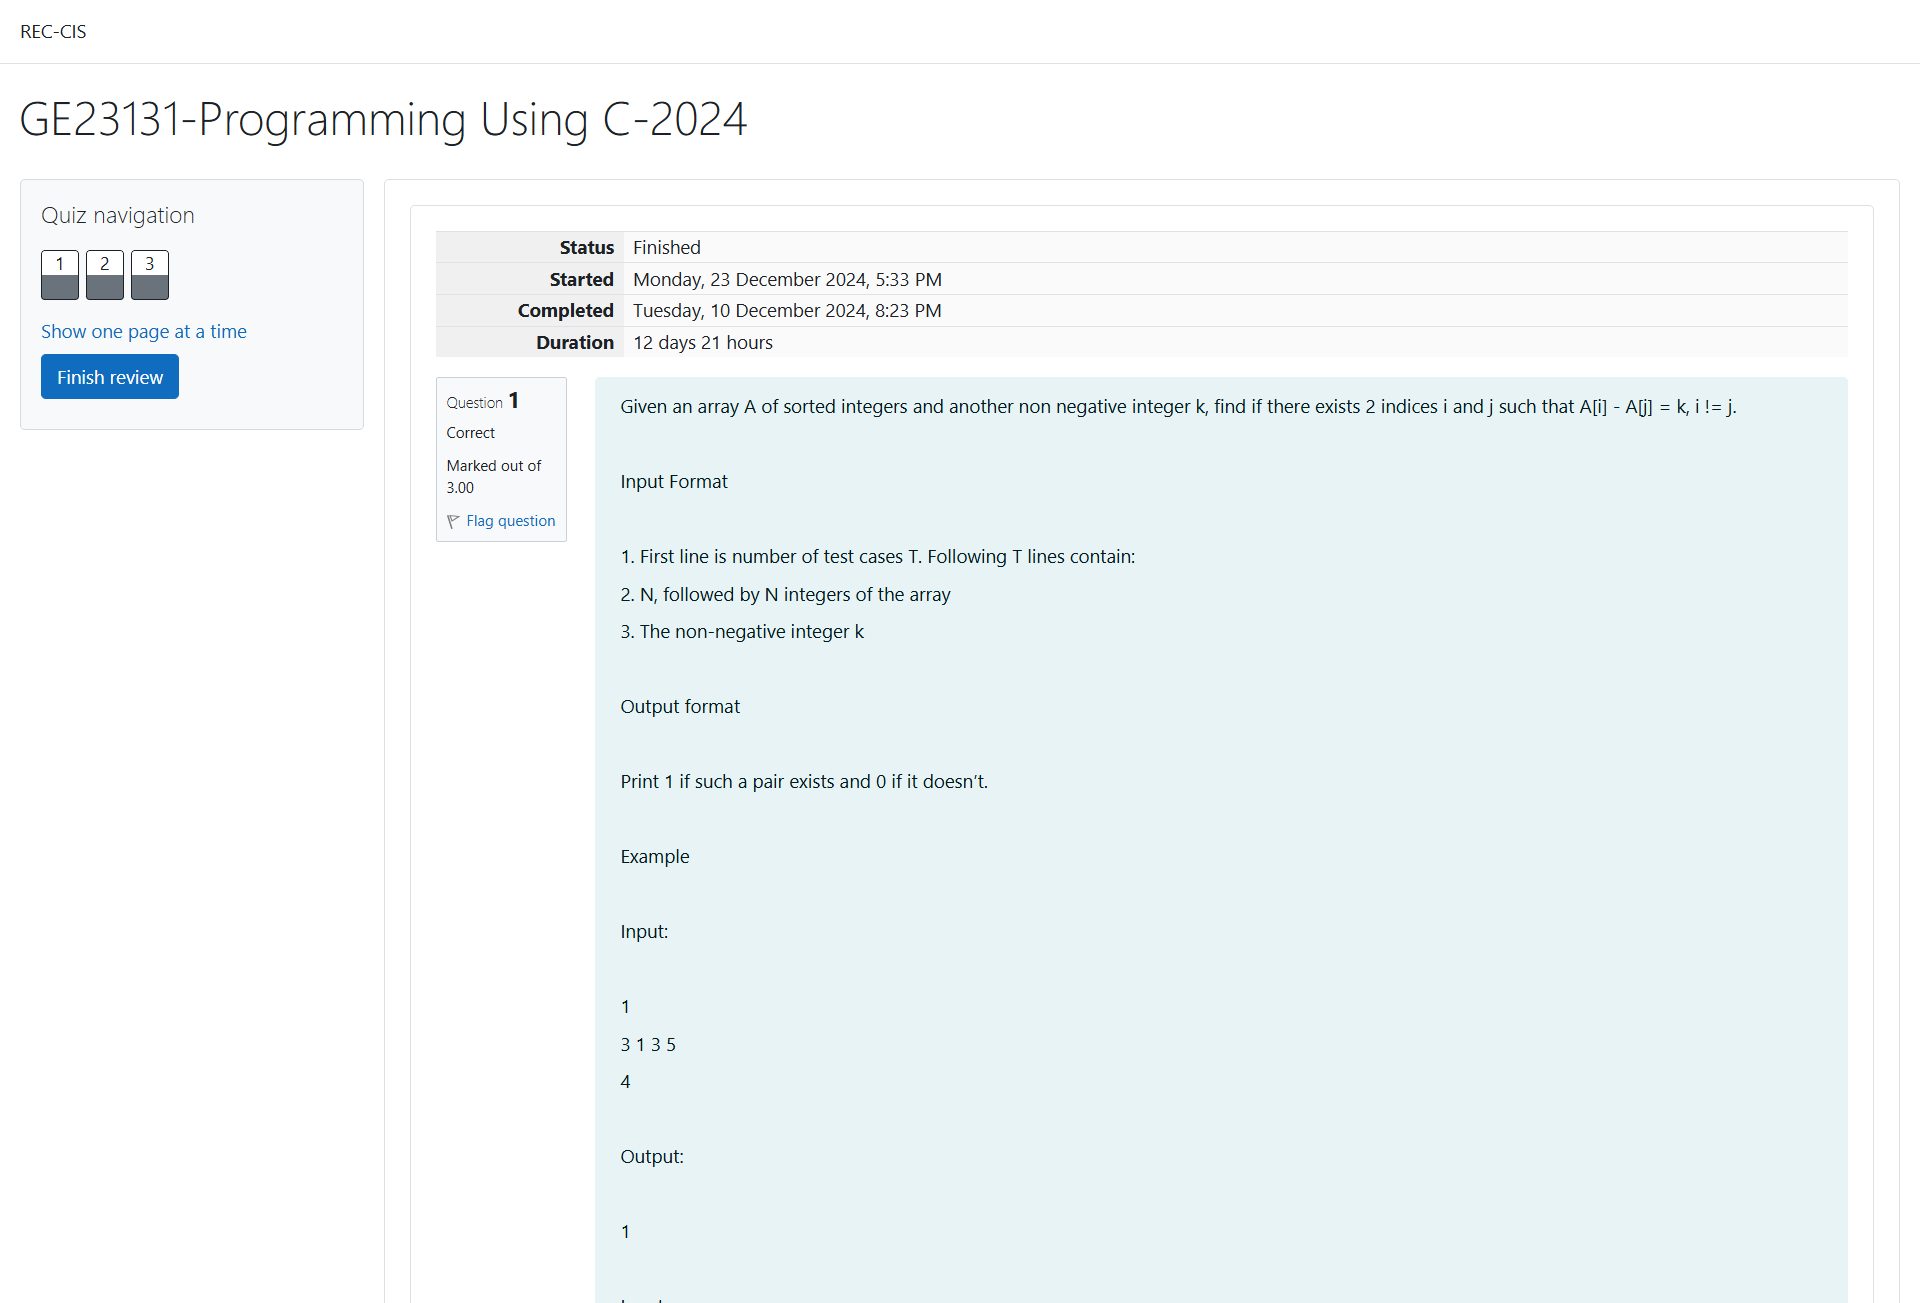 REC-CIS
GE23131-Programming Using C-2024
Quiz navigation
1 2 3
Show one page at a time
Finish review
Status Finished
Started Monday, 23 December 2024, 5:33 PM
Completed Tuesday, 10 December 2024, 8:23 PM
Duration 12 days 21 hours
Question 1
Correct
Marked out of
3.00
Flag question
Given an array A of sorted integers and another non negative integer k, find if there exists 2 indices i and j such that A[i] - A[j] = k, i != j.
Input Format
1. First line is number of test cases T. Following T lines contain:
2. N, followed by N integers of the array
3. The non-negative integer k
Output format
Print 1 if such a pair exists and 0 if it doesn’t.
Example
Input:
1
3 1 3 5
4
Output:
1